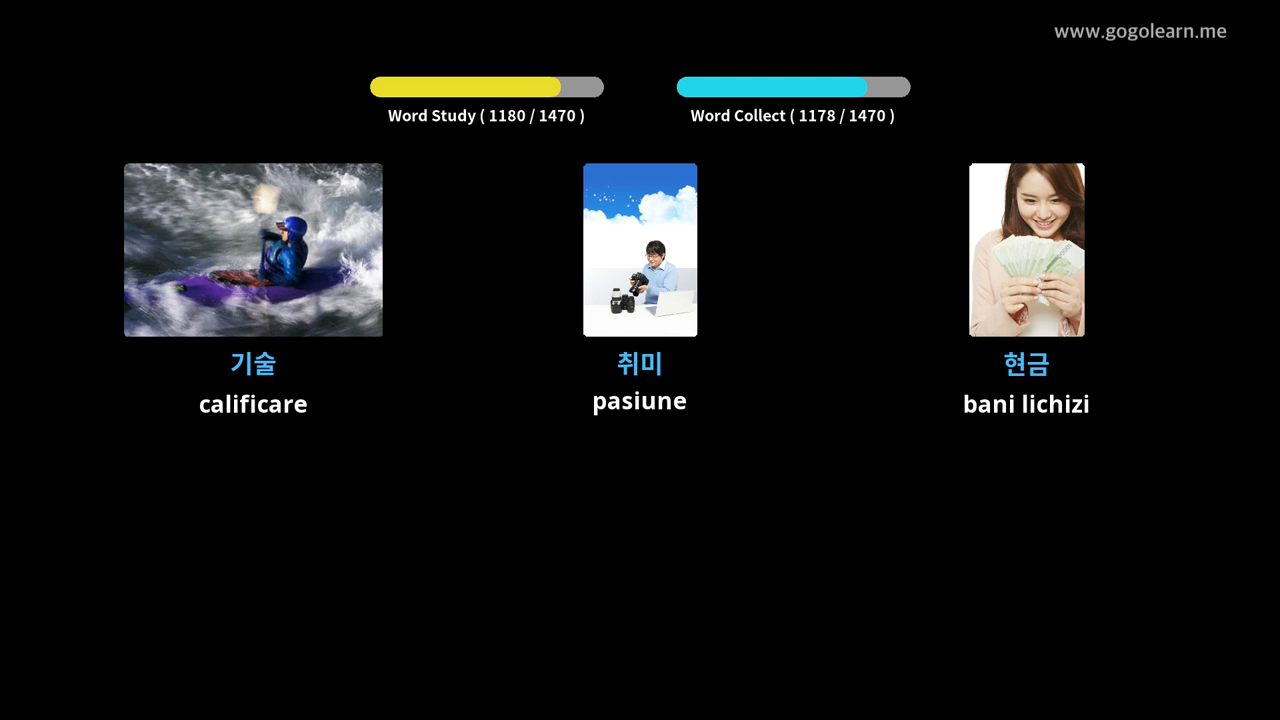 www.gogolearn.me
Word Study ( 1180 / 1470 )
Word Collect ( 1178 / 1470 )
기술
취미
현금
calificare
pasiune
bani lichizi